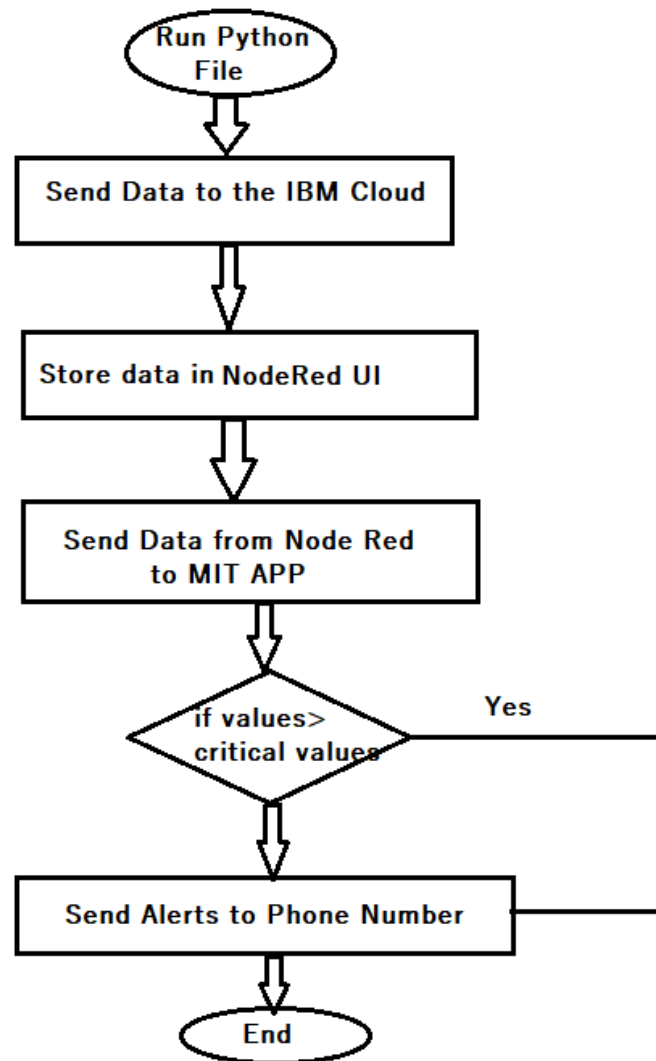 Run Python
File
Send Data to the IBM Cloud
Store data in NodeRed UI
Send Data from Node Red
to MIT APP
if values>
critical values
Yes
Send Alerts to Phone Number
End